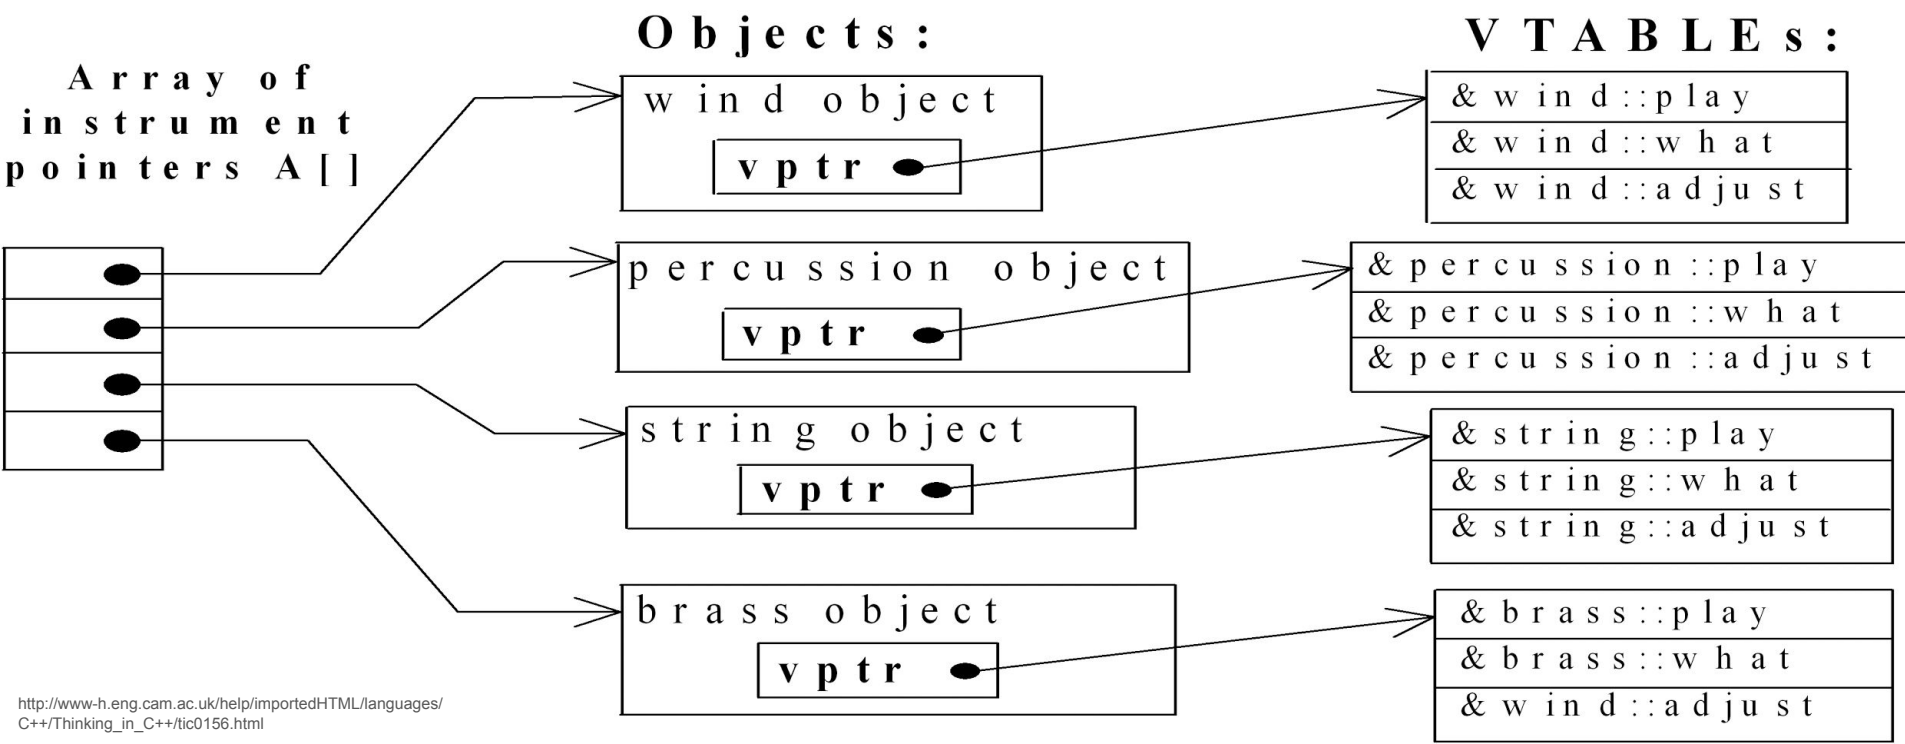 Array of
instrument
pointers A[]
Objects:
wind object
vptr
percussion object
vptr
string object
vptr
brass object
vptr
VTABLEs:
&wind::play
&wind::what
&wind::adjust
&percussion::play
&percussion::what
&percussion::adjust
&string::play
&string::what
&string::adjust
&brass::play
&brass::what
&wind::adjust
http://www-h.eng.cam.ac.uk/help/importedHTML/languages/
C++/Thinking_in_C++/tic0156.html